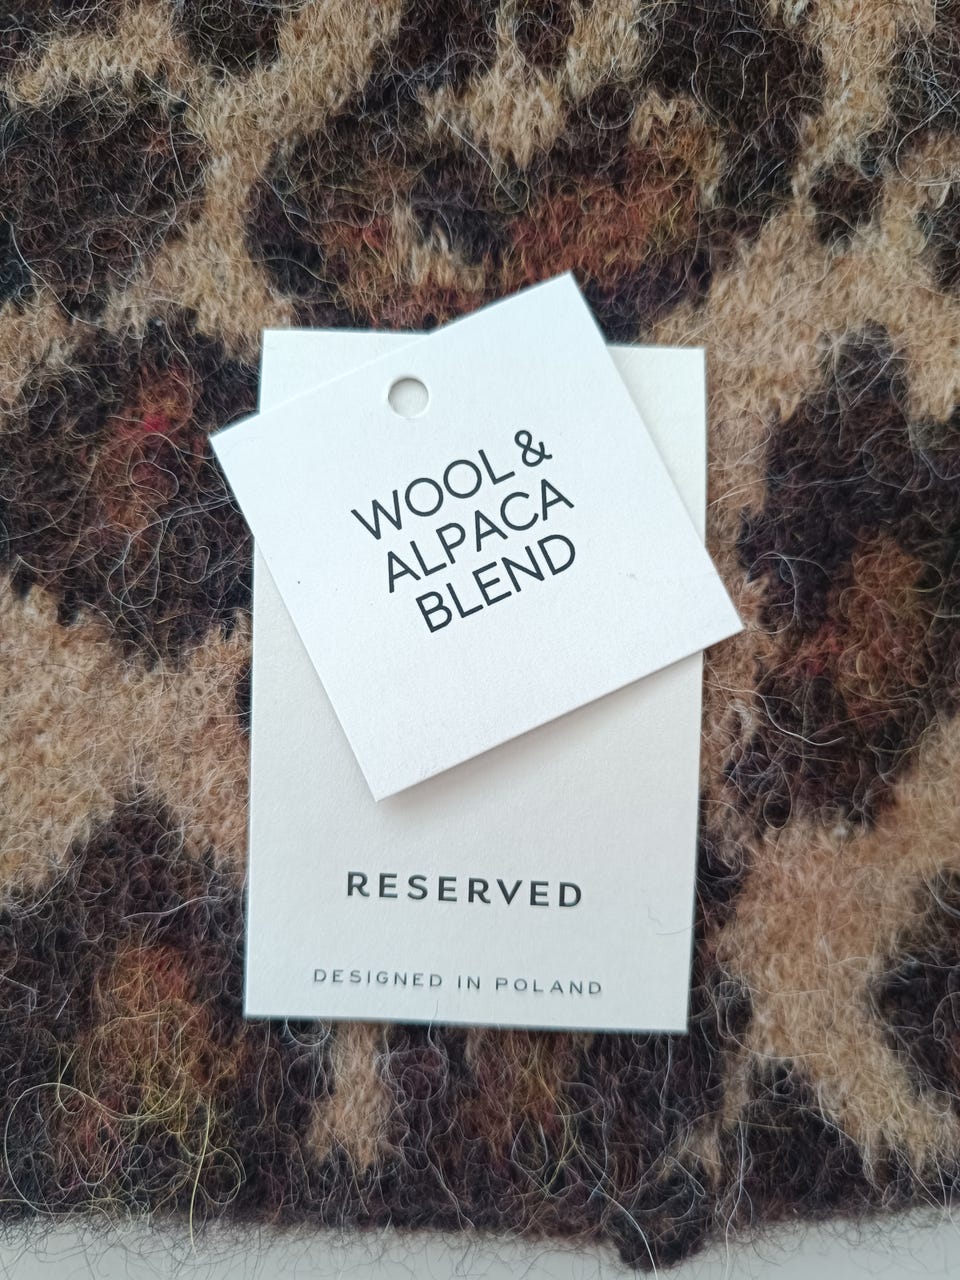 WOOL &
ALPACA
BLEND
RESERVED
DESIGNED IN POLAND